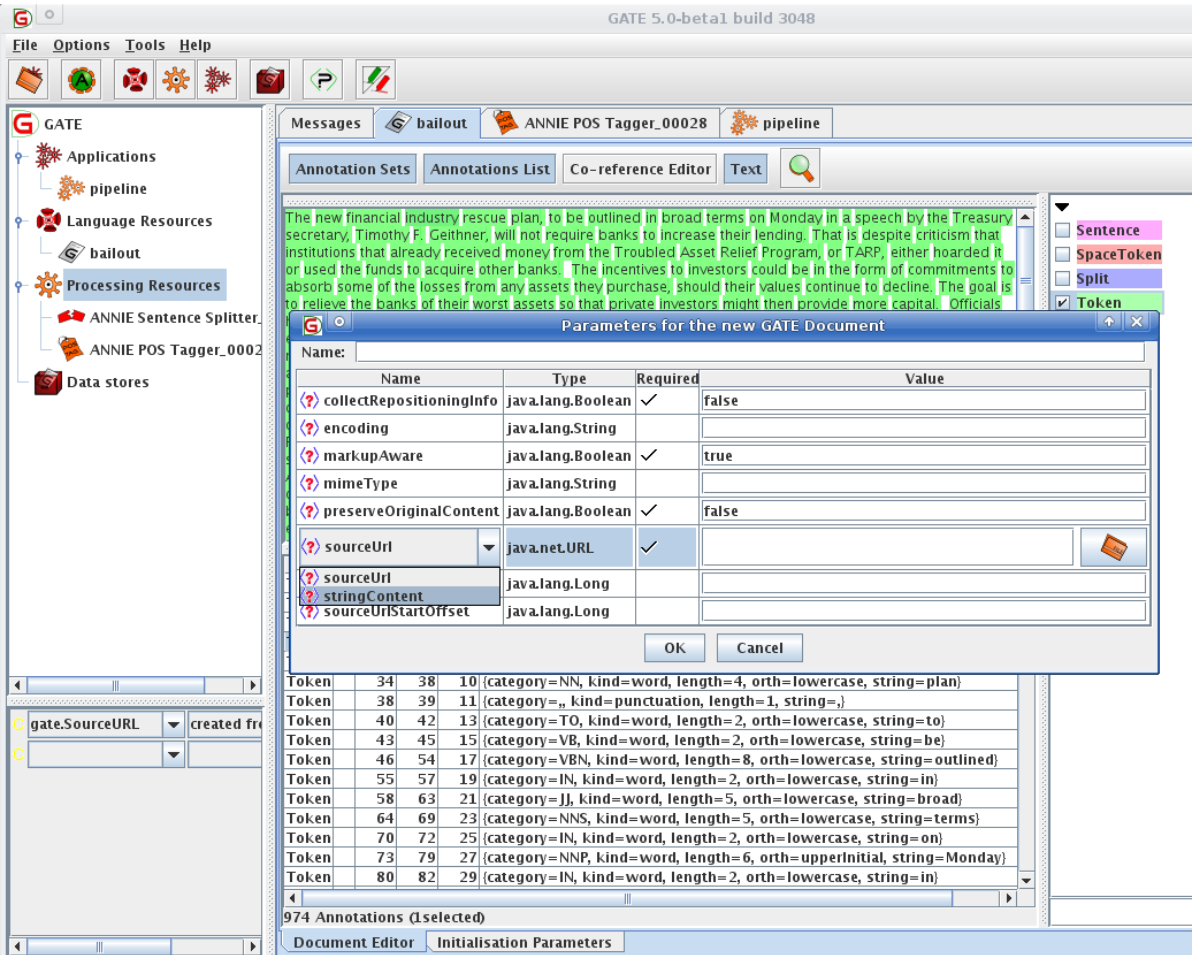 GATE 5.0-beta1 build 3048
File Options Tools Help
GATE
Applications
pipeline
Language Resources
bailout
Processing Resources
ANNIE Sentence Splitter_
ANNIE POS Tagger_0002
Data stores
gate.SourceURL created fr
Messages bailout ANNIE POS Tagger_00028 pipeline
Annotation Sets Annotations List Co-reference Editor Text
The new financial industry rescue plan, to be outlined in broad terms on Monday in a speech by the Treasury
secretary, Timothy F. Geithner, will not require banks to increase their lending. That is despite criticism that
institutions that already received money from the Troubled Asset Relief Program, or TARP, either hoarded it
or used the funds to acquire other banks. The incentives to investors could be in the form of commitments to
absorb some of the losses from any assets they purchase, should their values continue to decline. The goal is
to relieve the banks of their worst assets so that private investors might then provide more capital. Officials
Sentence
SpaceToken
Split
Token
Parameters for the new GATE Document
Name:
Name Type Required Value
<?> collectRepositioningInfo java.lang.Boolean ✓ false
<?> encoding java.lang.String
<?> markupAware java.lang.Boolean ✓ true
<?> mimeType java.lang.String
<?> preserveOriginalContent java.lang.Boolean ✓ false
<?> sourceUrl java.net.URL ✓
<?> sourceUrl
java.lang.Long
<?> stringContent
<?> sourceUrlStartOffset java.lang.Long
OK Cancel
Token 34 38 10 {category=NN, kind=word, length=4, orth=lowercase, string=plan}
Token 38 39 11 {category=,, kind=punctuation, length=1, string=,}
Token 40 42 13 {category=TO, kind=word, length=2, orth=lowercase, string=to}
Token 43 45 15 {category=VB, kind=word, length=2, orth=lowercase, string=be}
Token 46 54 17 {category=VBN, kind=word, length=8, orth=lowercase, string=outlined}
Token 55 57 19 {category=IN, kind=word, length=2, orth=lowercase, string=in}
Token 58 63 21 {category=JJ, kind=word, length=5, orth=lowercase, string=broad}
Token 64 69 23 {category=NNS, kind=word, length=5, orth=lowercase, string=terms}
Token 70 72 25 {category=IN, kind=word, length=2, orth=lowercase, string=on}
Token 73 79 27 {category=NNP, kind=word, length=6, orth=upperInitial, string=Monday}
Token 80 82 29 {category=IN, kind=word, length=2, orth=lowercase, string=in}
974 Annotations (1selected)
Document Editor Initialisation Parameters